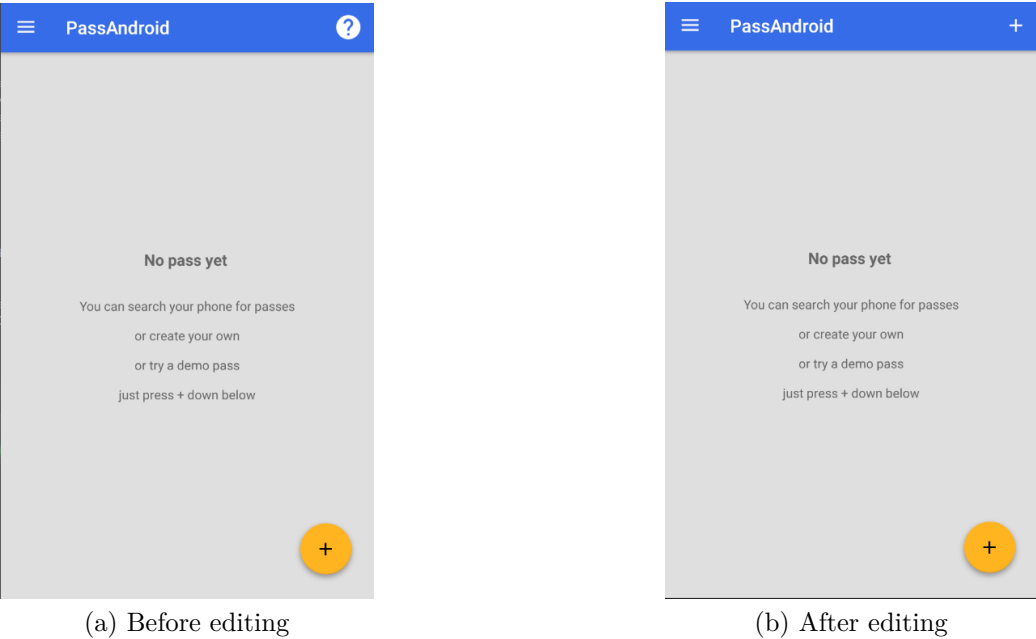 PassAndroid
?
No pass yet
You can search your phone for passes
or create your own
or try a demo pass
just press + down below
+
(a) Before editing
PassAndroid
+
No pass yet
You can search your phone for passes
or create your own
or try a demo pass
just press + down below
+
(b) After editing